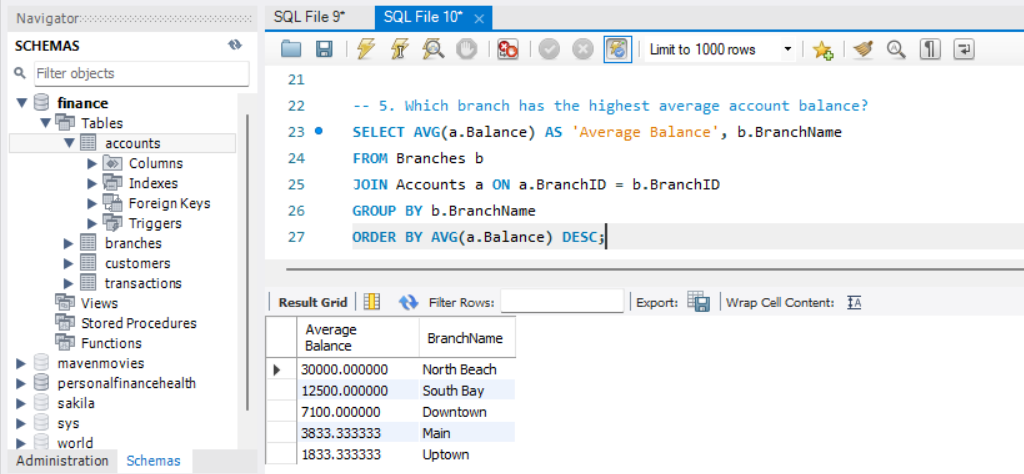 Navigator
SCHEMAS
Filter objects
finance
Tables
accounts
Columns
Indexes
Foreign Keys
Triggers
branches
customers
transactions
Views
Stored Procedures
Functions
mavenmovies
personalfinancehealth
sakila
sys
world
Administration Schemas
SQL File 9* SQL File 10*
Limit to 1000 rows
21
22 -- 5. Which branch has the highest average account balance?
23 SELECT AVG(a.Balance) AS 'Average Balance', b.BranchName
24 FROM Branches b
25 JOIN Accounts a ON a.BranchID = b.BranchID
26 GROUP BY b.BranchName
27 ORDER BY AVG(a.Balance) DESC;
Result Grid Filter Rows: Export: Wrap Cell Content:
Average
Balance BranchName
30000.000000 North Beach
12500.000000 South Bay
7100.000000 Downtown
3833.333333 Main
1833.333333 Uptown